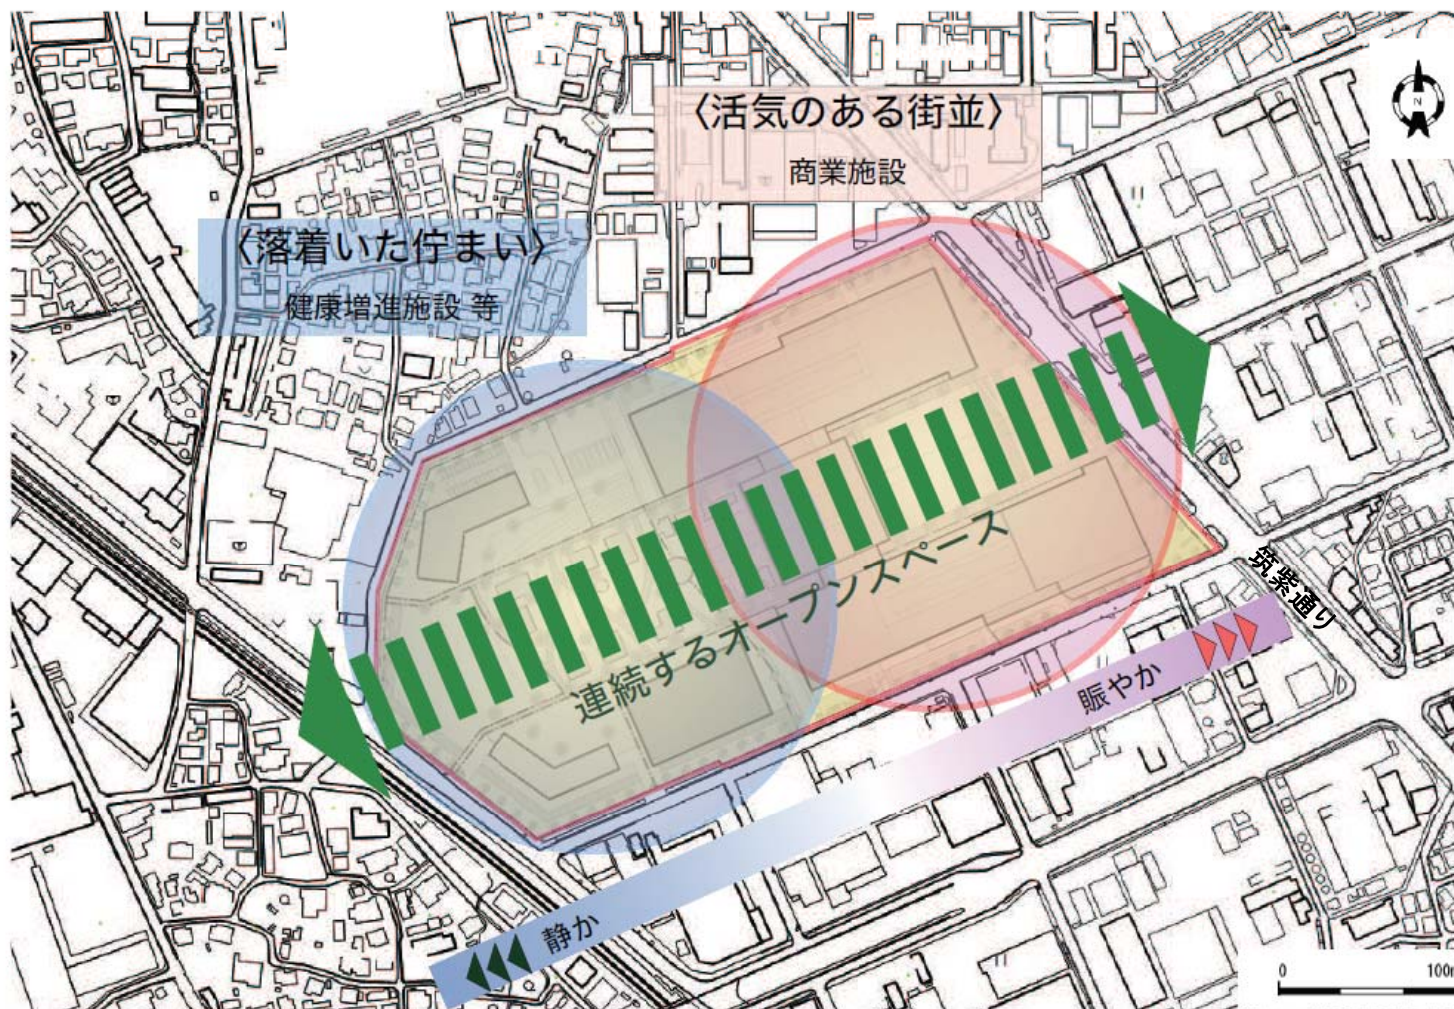 〈活気のある街並〉
商業施設
N
〈落着いた佇まい〉
健康増進施設 等
連続するオープンスペース
筑紫通り
賑やか
静か
0 100m